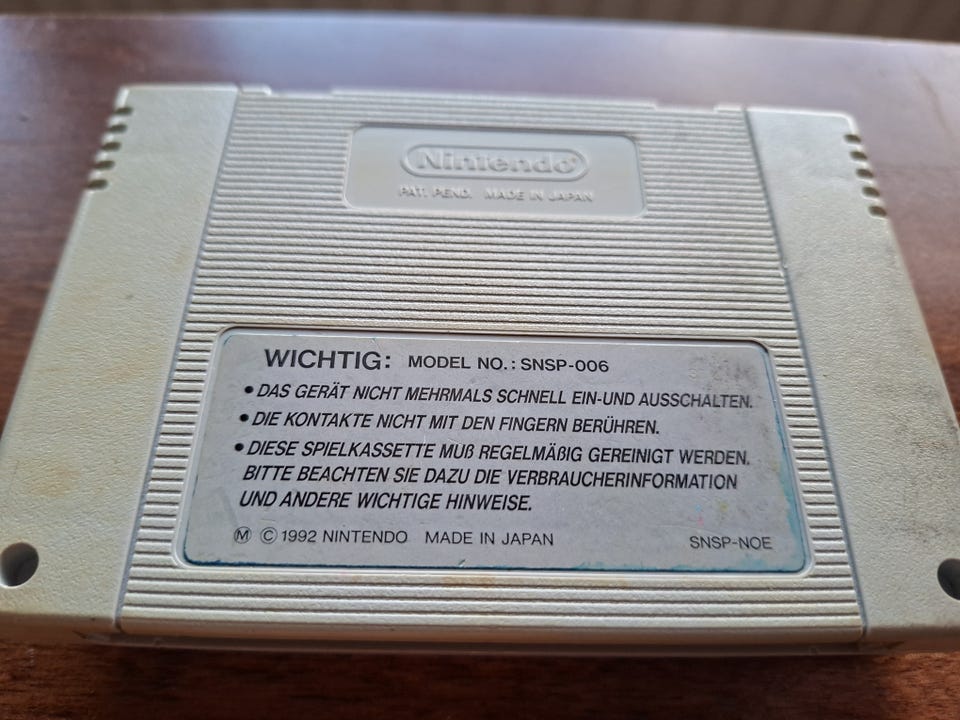 Nintendo®
PAT. PEND. MADE IN JAPAN
WICHTIG: MODEL NO.: SNSP-006
• DAS GERÄT NICHT MEHRMALS SCHNELL EIN-UND AUSSCHALTEN.
• DIE KONTAKTE NICHT MIT DEN FINGERN BERÜHREN.
• DIESE SPIELKASSETTE MUß REGELMÄßIG GEREINIGT WERDEN.
BITTE BEACHTEN SIE DAZU DIE VERBRAUCHERINFORMATION
UND ANDERE WICHTIGE HINWEISE.
Ⓜ © 1992 NINTENDO MADE IN JAPAN SNSP-NOE